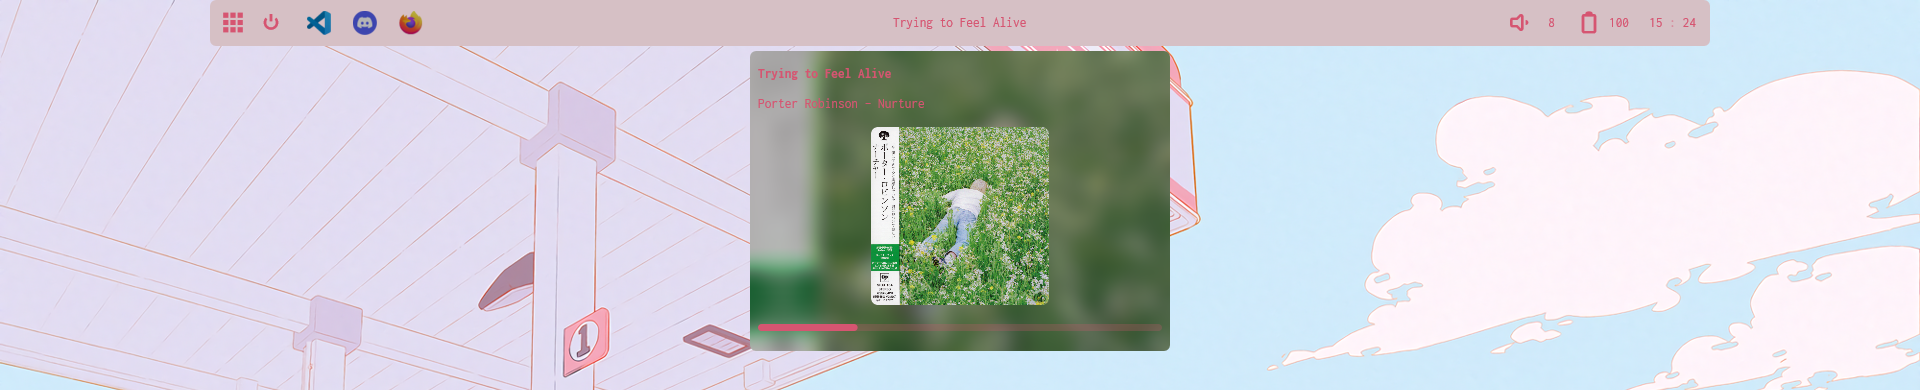 Trying to Feel Alive
8
100
15 : 24
Trying to Feel Alive
Porter Robinson - Nurture
ポーター・ロビンソン
1